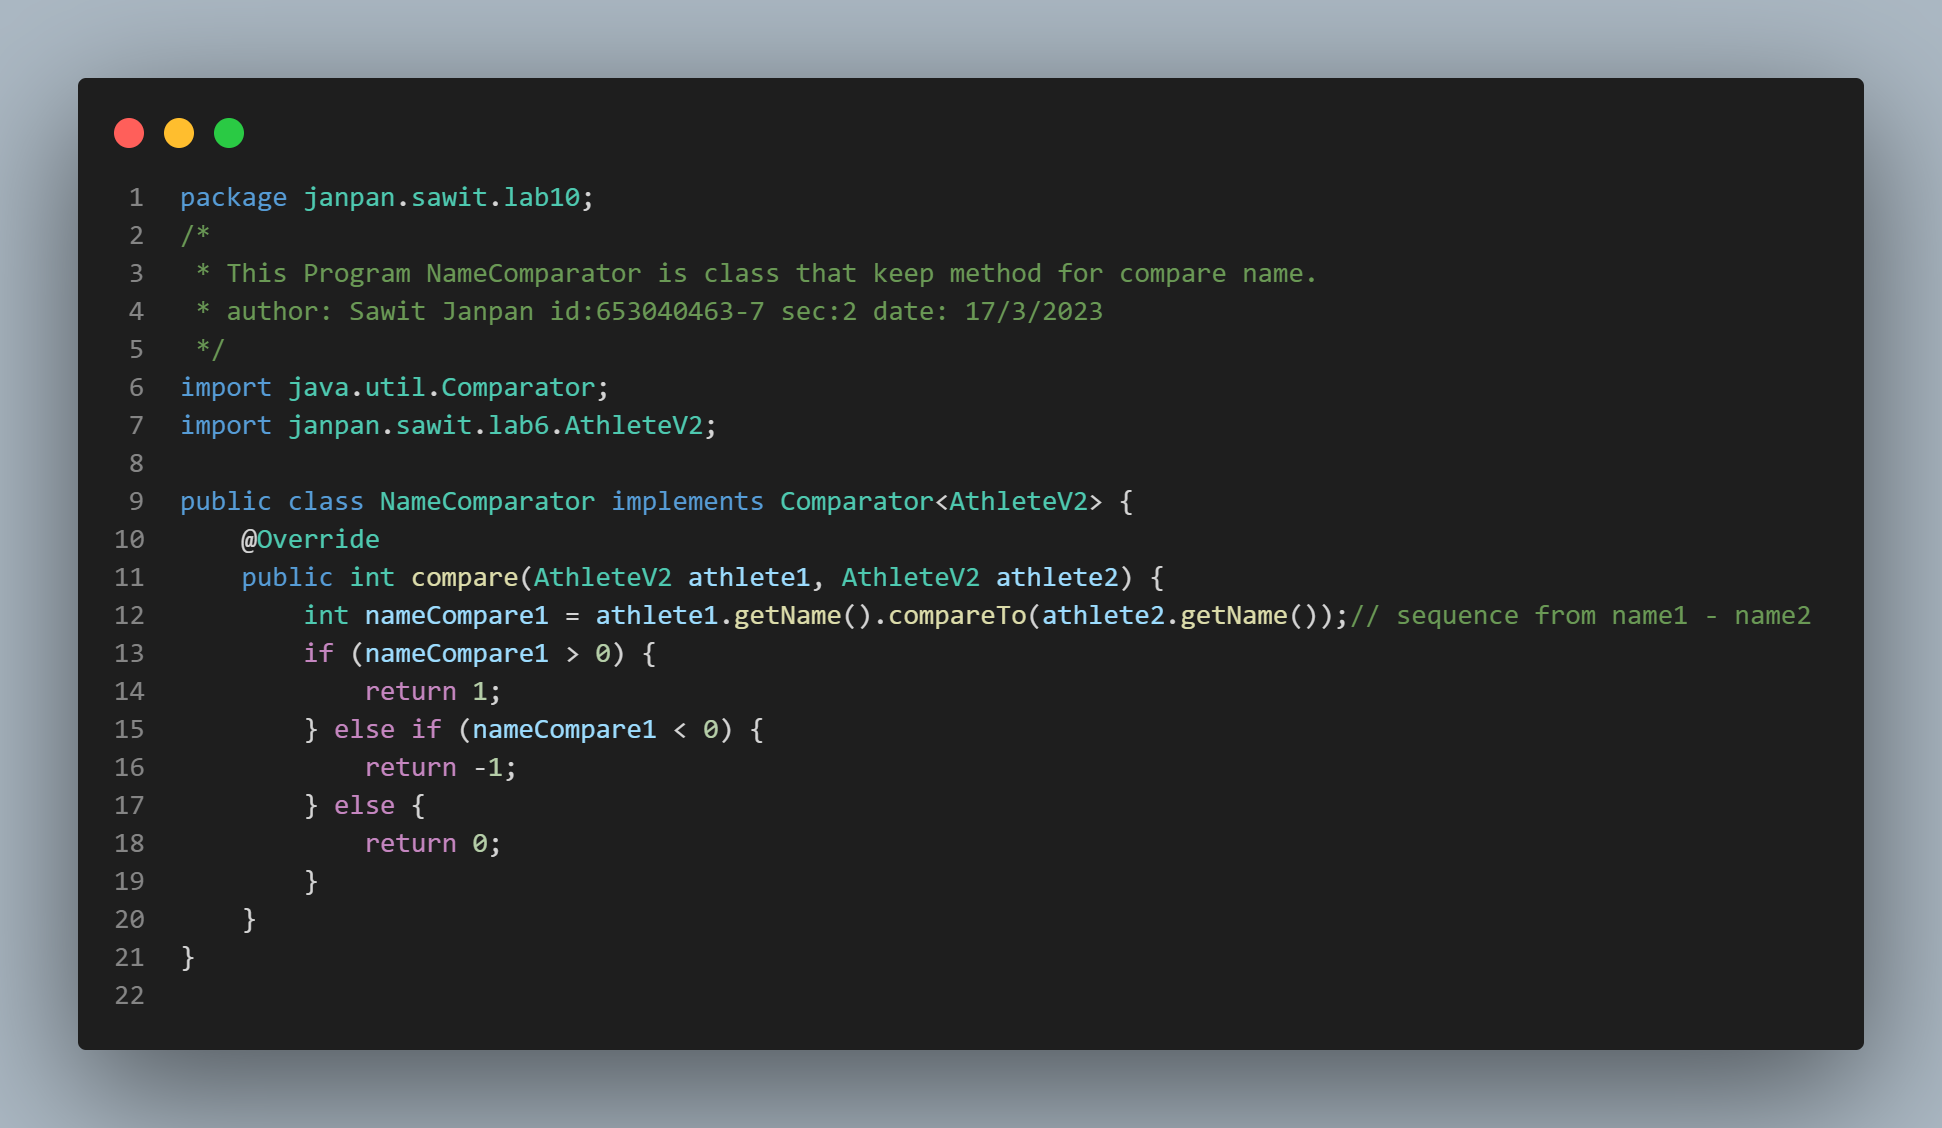 1 package janpan.sawit.lab10;
2 /*
3  * This Program NameComparator is class that keep method for compare name.
4  * author: Sawit Janpan id:653040463-7 sec:2 date: 17/3/2023
5  */
6 import java.util.Comparator;
7 import janpan.sawit.lab6.AthleteV2;
8
9 public class NameComparator implements Comparator<AthleteV2> {
10     @Override
11     public int compare(AthleteV2 athlete1, AthleteV2 athlete2) {
12         int nameCompare1 = athlete1.getName().compareTo(athlete2.getName());// sequence from name1 - name2
13         if (nameCompare1 > 0) {
14             return 1;
15         } else if (nameCompare1 < 0) {
16             return -1;
17         } else {
18             return 0;
19         }
20     }
21 }
22